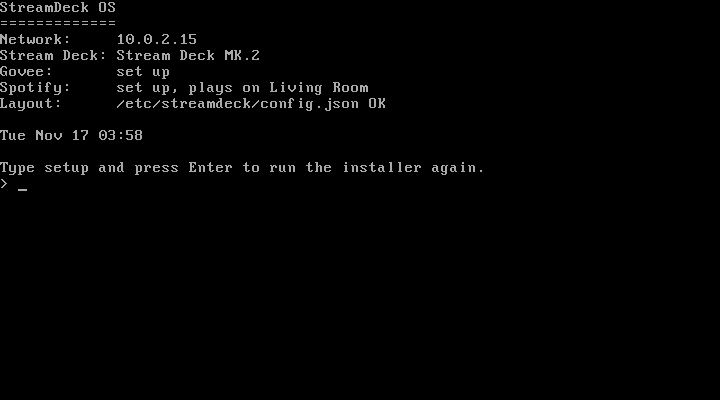 StreamDeck OS
=============
Network:     10.0.2.15
Stream Deck: Stream Deck MK.2
Govee:       set up
Spotify:     set up, plays on Living Room
Layout:      /etc/streamdeck/config.json OK
Tue Nov 17 03:58
Type setup and press Enter to run the installer again.
> _